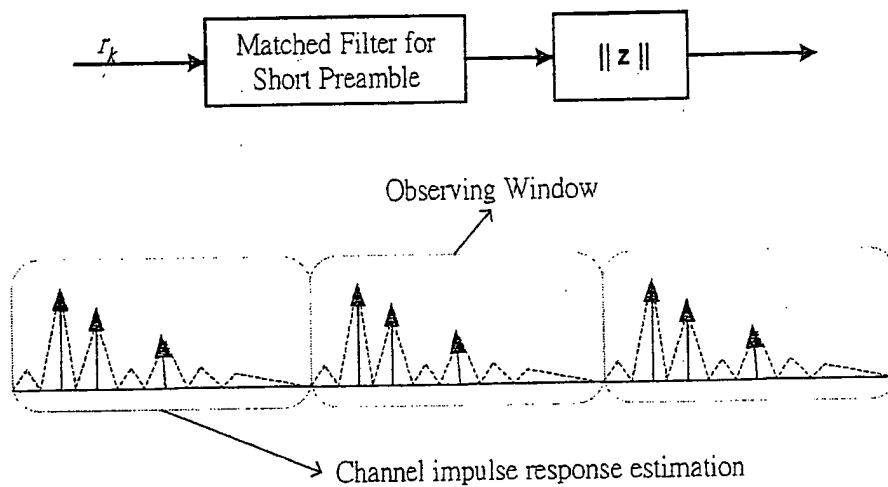 r_k
Matched Filter for
Short Preamble
|| z ||
Observing Window
Channel impulse response estimation